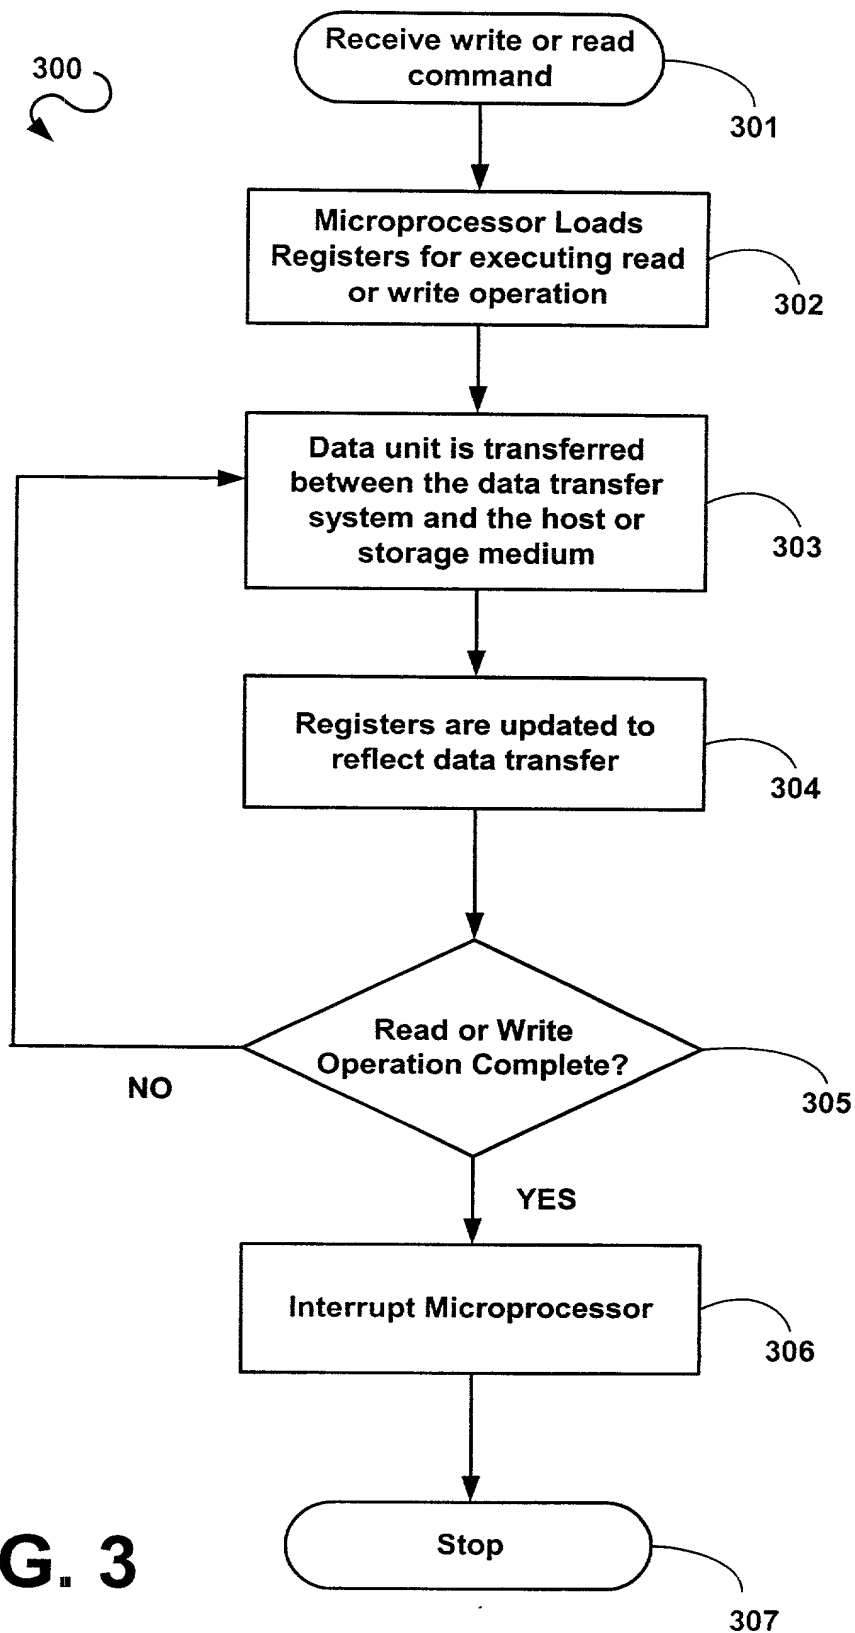 300
Receive write or read
command
301
Microprocessor Loads
Registers for executing read
or write operation
302
Data unit is transferred
between the data transfer
system and the host or
storage medium
303
Registers are updated to
reflect data transfer
304
Read or Write
Operation Complete?
305
NO
YES
Interrupt Microprocessor
306
Stop
307
G. 3